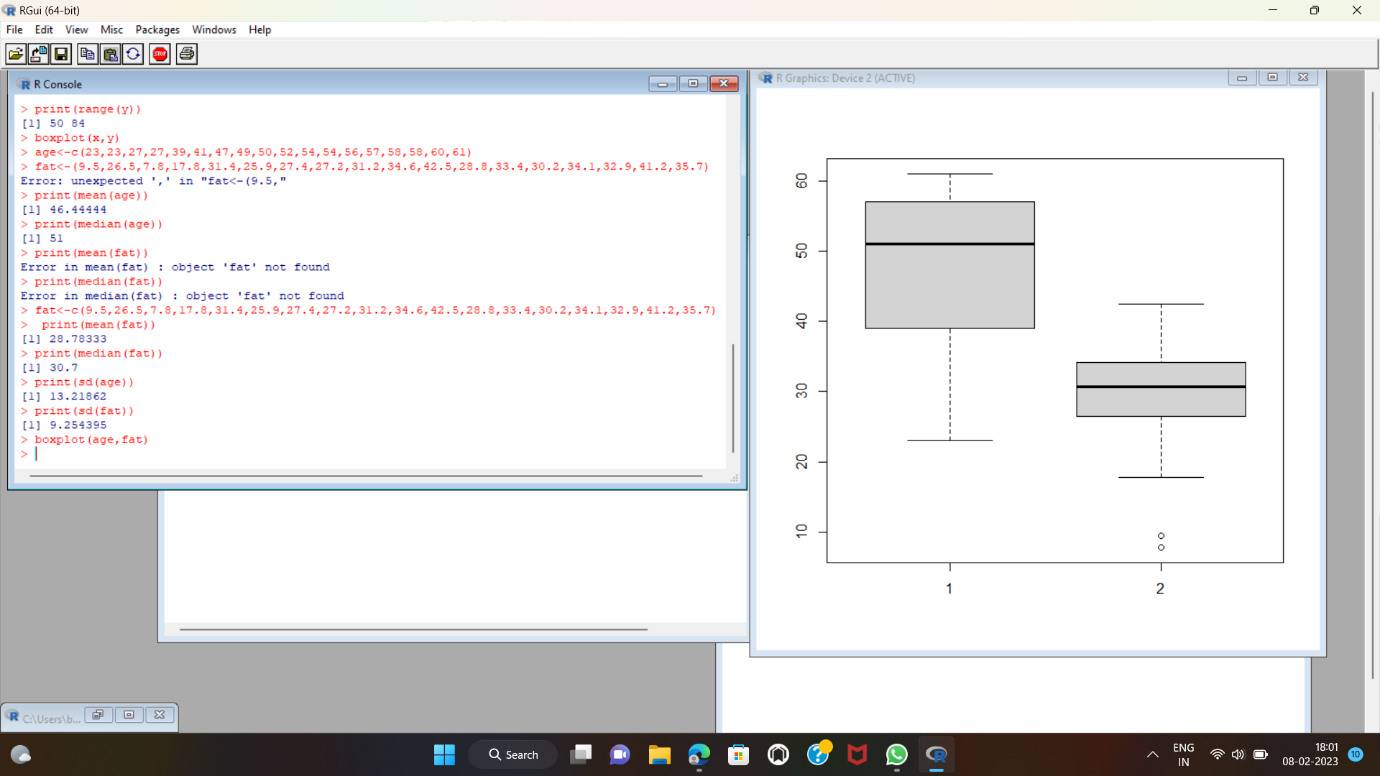 RGui (64-bit)
File Edit View Misc Packages Windows Help
STOP
R Console
> print(range(y))
[1] 50 84
> boxplot(x,y)
> age<-c(23,23,27,27,39,41,47,49,50,52,54,54,56,57,58,58,60,61)
> fat<-(9.5,26.5,7.8,17.8,31.4,25.9,27.4,27.2,31.2,34.6,42.5,28.8,33.4,30.2,34.1,32.9,41.2,35.7)
Error: unexpected ',' in "fat<-(9.5,"
> print(mean(age))
[1] 46.44444
> print(median(age))
[1] 51
> print(mean(fat))
Error in mean(fat) : object 'fat' not found
> print(median(fat))
Error in median(fat) : object 'fat' not found
> fat<-c(9.5,26.5,7.8,17.8,31.4,25.9,27.4,27.2,31.2,34.6,42.5,28.8,33.4,30.2,34.1,32.9,41.2,35.7)
>  print(mean(fat))
[1] 28.78333
> print(median(fat))
[1] 30.7
> print(sd(age))
[1] 13.21862
> print(sd(fat))
[1] 9.254395
> boxplot(age,fat)
>
R Graphics: Device 2 (ACTIVE)
60
50
40
30
20
10
1 2
C:\Users\b...
Search
ENG
IN
18:01
08-02-2023
10